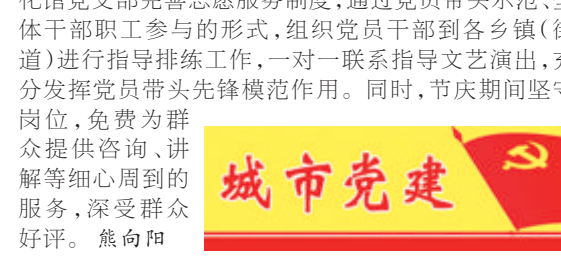 化馆党支部完善志愿服务制度，通过党员带头示范、全
体干部职工参与的形式，组织党员干部到各乡镇（街
道）进行指导排练工作，一对一联系指导文艺演出，充
分发挥党员带头先锋模范作用。同时，节庆期间坚守
岗位，免费为群
众提供咨询、讲
解等细心周到的
服务，深受群众
好评。 熊向阳
城市党建